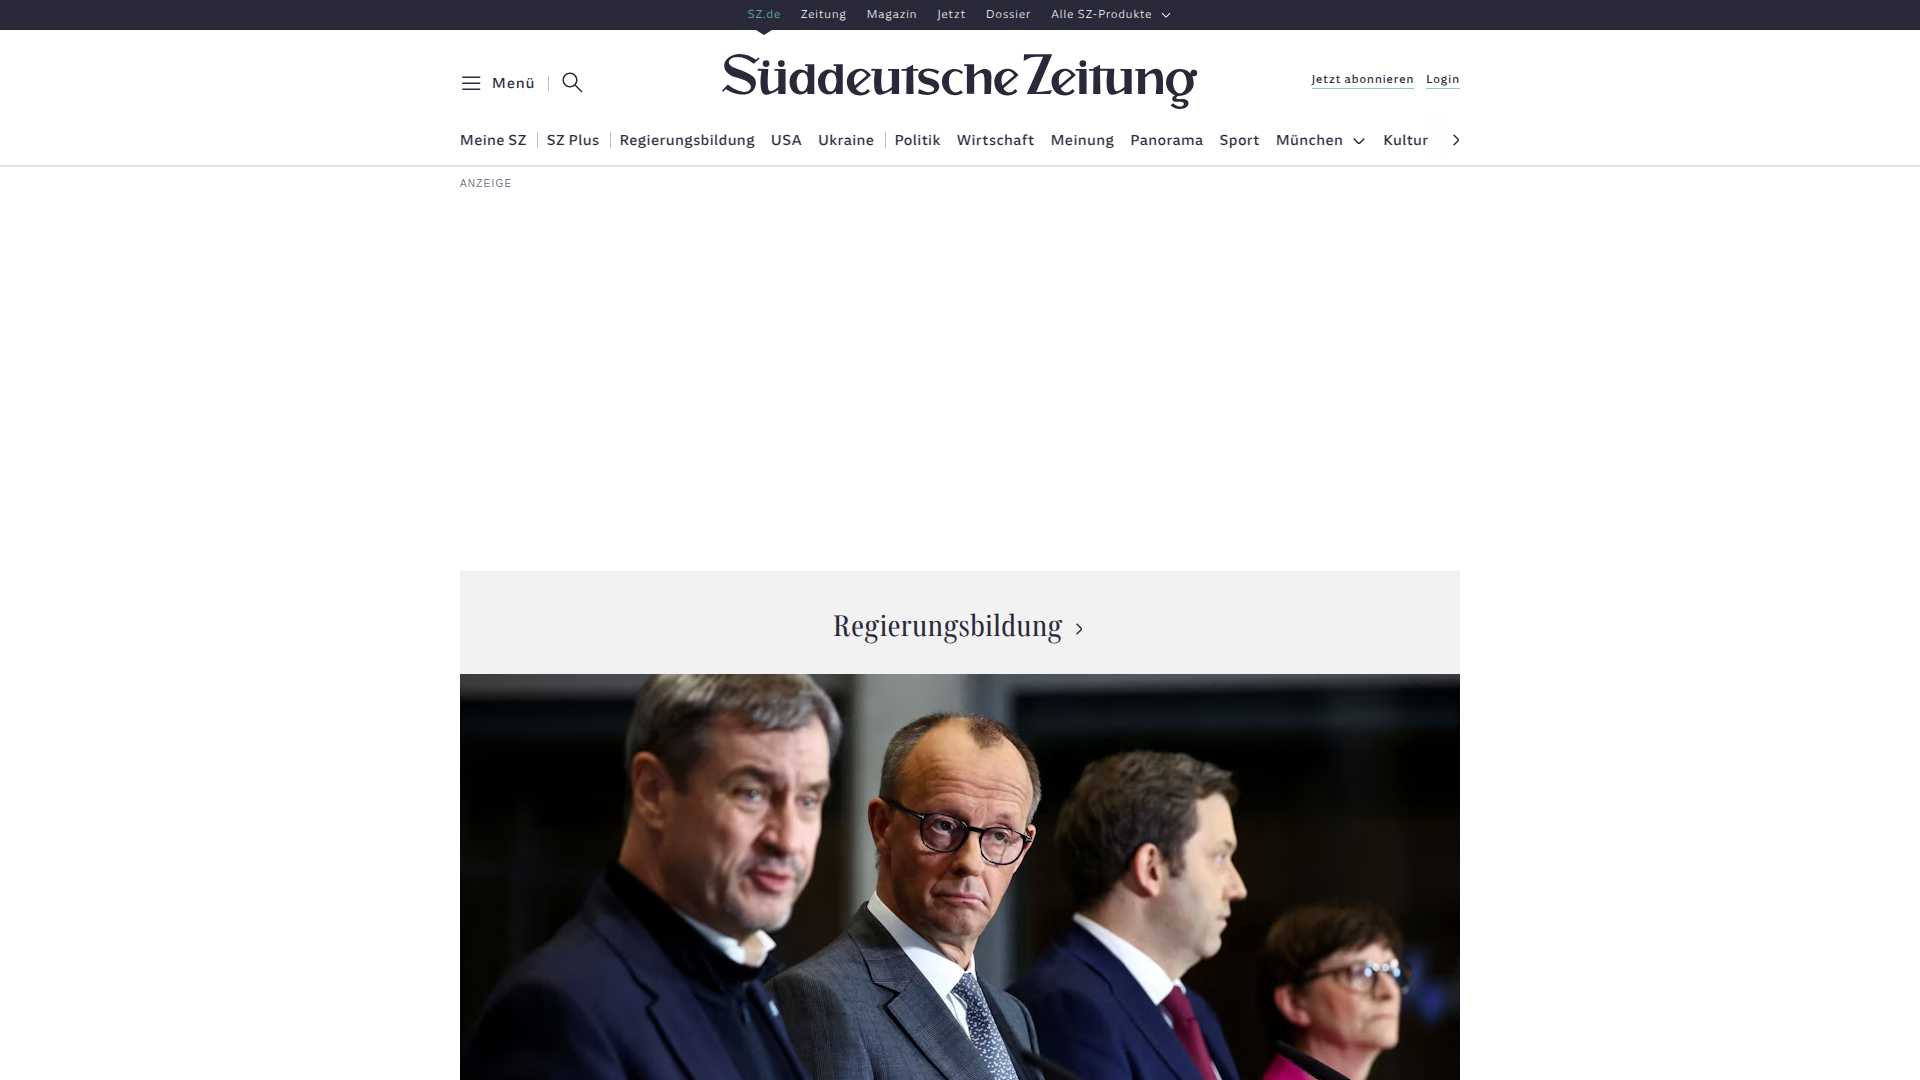 SZ.de Zeitung Magazin Jetzt Dossier Alle SZ-Produkte
Menü
Süddeutsche Zeitung
Jetzt abonnieren Login
Meine SZ SZ Plus Regierungsbildung USA Ukraine Politik Wirtschaft Meinung Panorama Sport München Kultur
ANZEIGE
Regierungsbildung